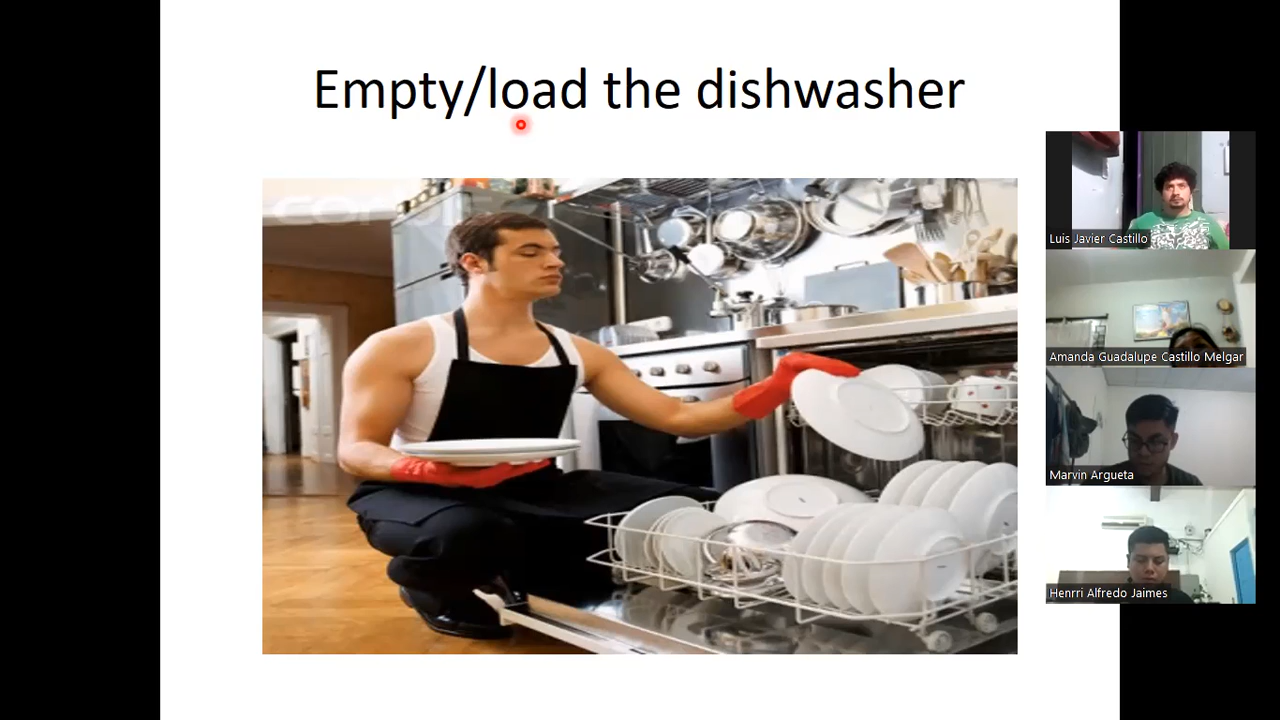 Empty/load the dishwasher
Luis Javier Castillo
Amanda Guadalupe Castillo Melgar
Marvin Argueta
Henrri Alfredo Jaimes